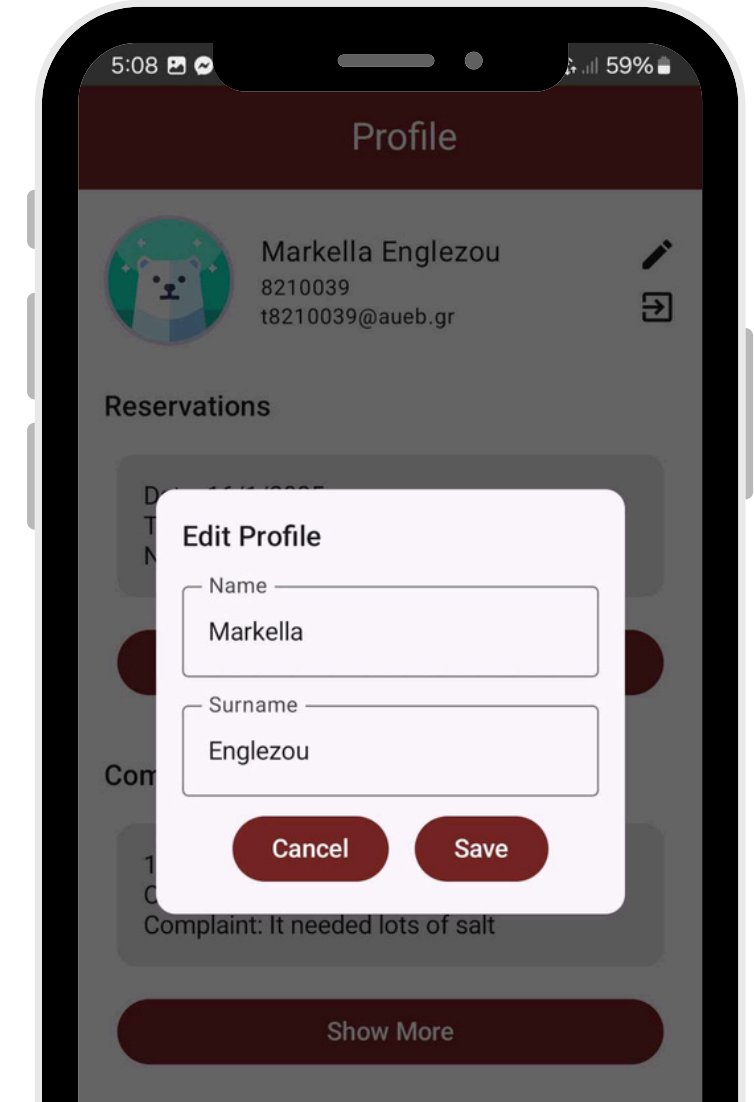 5:08
59%
Profile
Markella Englezou
8210039
t8210039@aueb.gr
Reservations
Edit Profile
Name
Markella
Surname
Englezou
Cancel
Save
Complaint: It needed lots of salt
Show More